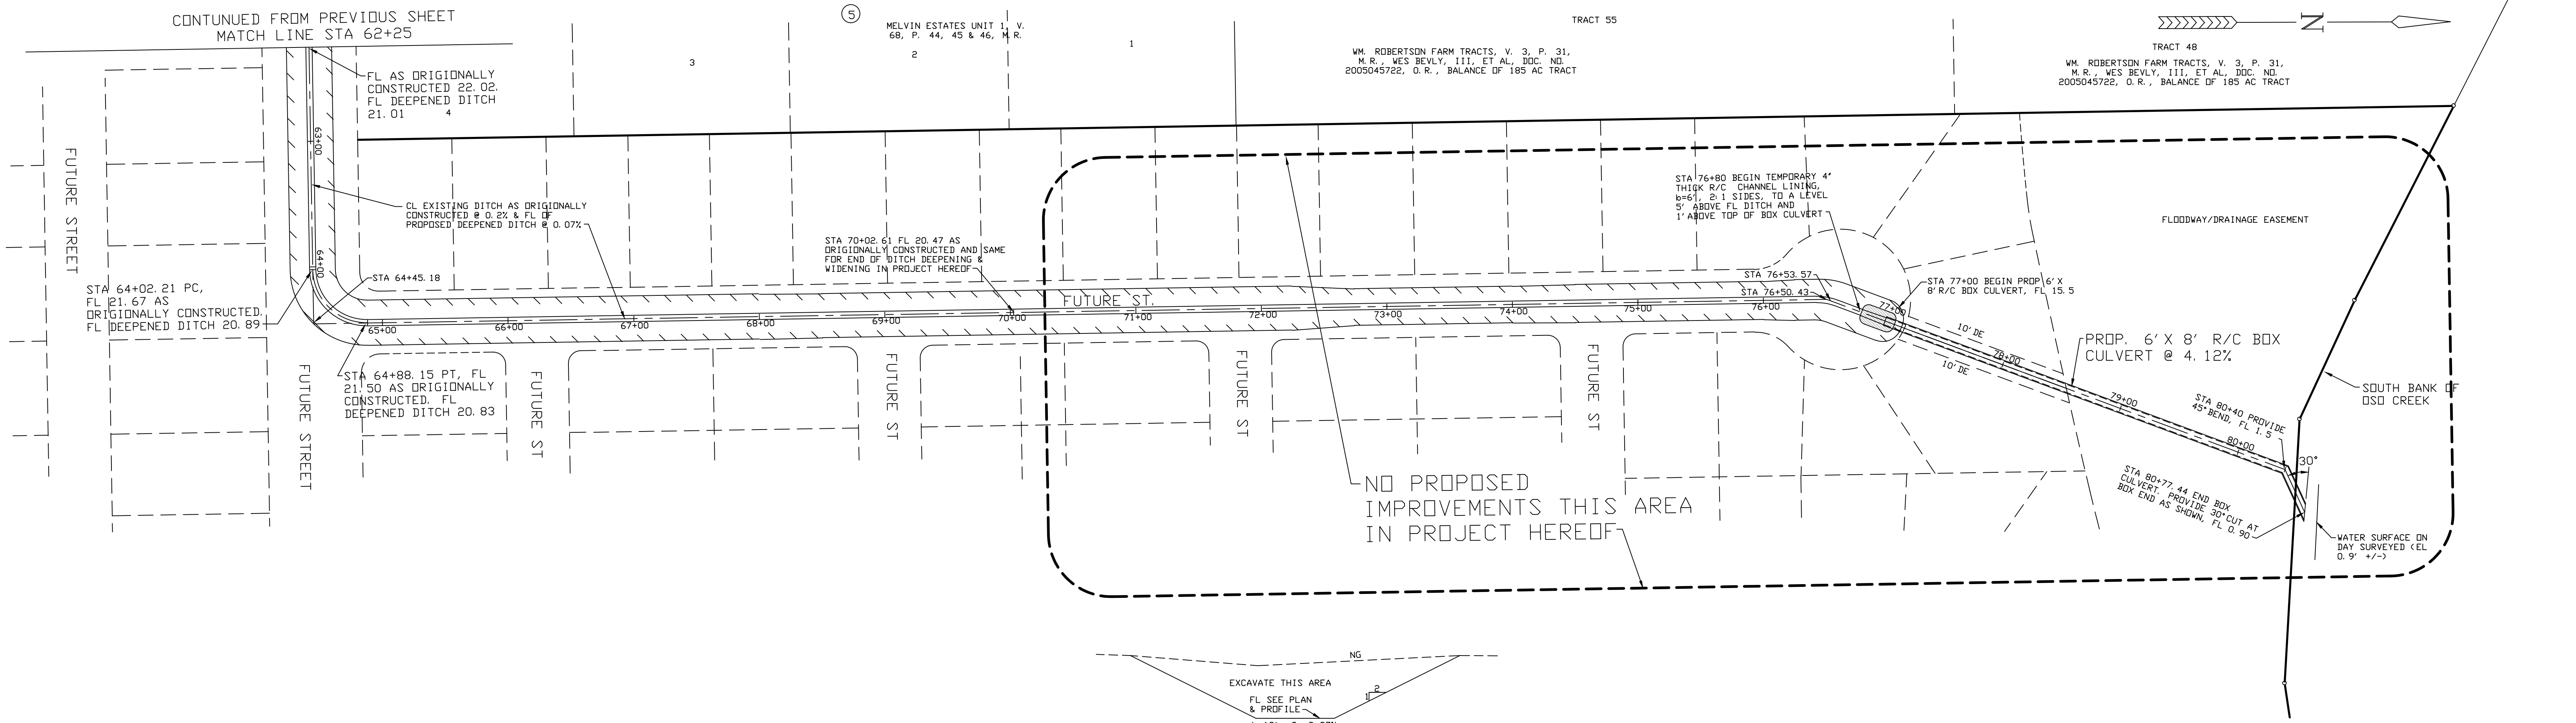 CONTUNUED FROM PREVIOUS SHEET
MATCH LINE STA 62+25
5
MELVIN ESTATES UNIT 1, V.
68, P. 44, 45 & 46, M.R.
4
3
2
1
TRACT 55
WM. ROBERTSON FARM TRACTS, V. 3, P. 31,
M.R., WES BEVLY, III, ET AL, DOC. NO.
2005045722, O.R., BALANCE OF 185 AC TRACT
N
TRACT 48
WM. ROBERTSON FARM TRACTS, V. 3, P. 31,
M.R., WES BEVLY, III, ET AL, DOC. NO.
2005045722, O.R., BALANCE OF 185 AC TRACT
FL AS ORIGIONALLY
CONSTRUCTED 22.02.
FL DEEPENED DITCH
21.01
FUTURE STREET
63+00
64+00
CL EXISTING DITCH AS ORIGIONALLY
CONSTRUCTED @ 0.2% & FL OF
PROPOSED DEEPENED DITCH @ 0.07%
STA 64+45.18
STA 64+02.21 PC,
FL 21.67 AS
ORIGIONALLY CONSTRUCTED.
FL DEEPENED DITCH 20.89
STA 64+88.15 PT, FL
21.50 AS ORIGIONALLY
CONSTRUCTED. FL
DEEPENED DITCH 20.83
STA 70+02.61 FL 20.47 AS
ORIGIONALLY CONSTRUCTED AND SAME
FOR END OF DITCH DEEPENING &
WIDENING IN PROJECT HEREOF
FUTURE ST.
STA 76+80 BEGIN TEMPORARY 4"
THICK R/C CHANNEL LINING,
b=6', 2:1 SIDES, TO A LEVEL
5' ABOVE FL DITCH AND
1' ABOVE TOP OF BOX CULVERT
STA 76+53.57
STA 76+50.43
FLOODWAY/DRAINAGE EASEMENT
STA 77+00 BEGIN PROP 6' X
8' R/C BOX CULVERT, FL 15.5
65+00
66+00
67+00
68+00
69+00
70+00
71+00
72+00
73+00
74+00
75+00
76+00
77+00
78+00
79+00
80+00
10' DE
10' DE
PROP. 6' X 8' R/C BOX
CULVERT @ 4.12%
SOUTH BANK OF
OSO CREEK
STA 80+40 PROVIDE
45° BEND, FL 1.5
30°
STA 80+77.44 END BOX
CULVERT. PROVIDE 30° CUT AT
BOX END AS SHOWN, FL 0.90
WATER SURFACE ON
DAY SURVEYED (EL
0.9' +/-)
FUTURE STREET
FUTURE ST
FUTURE ST
FUTURE ST
FUTURE ST
NO PROPOSED
IMPROVEMENTS THIS AREA
IN PROJECT HEREOF
NG
EXCAVATE THIS AREA
2
1
FL SEE PLAN
& PROFILE